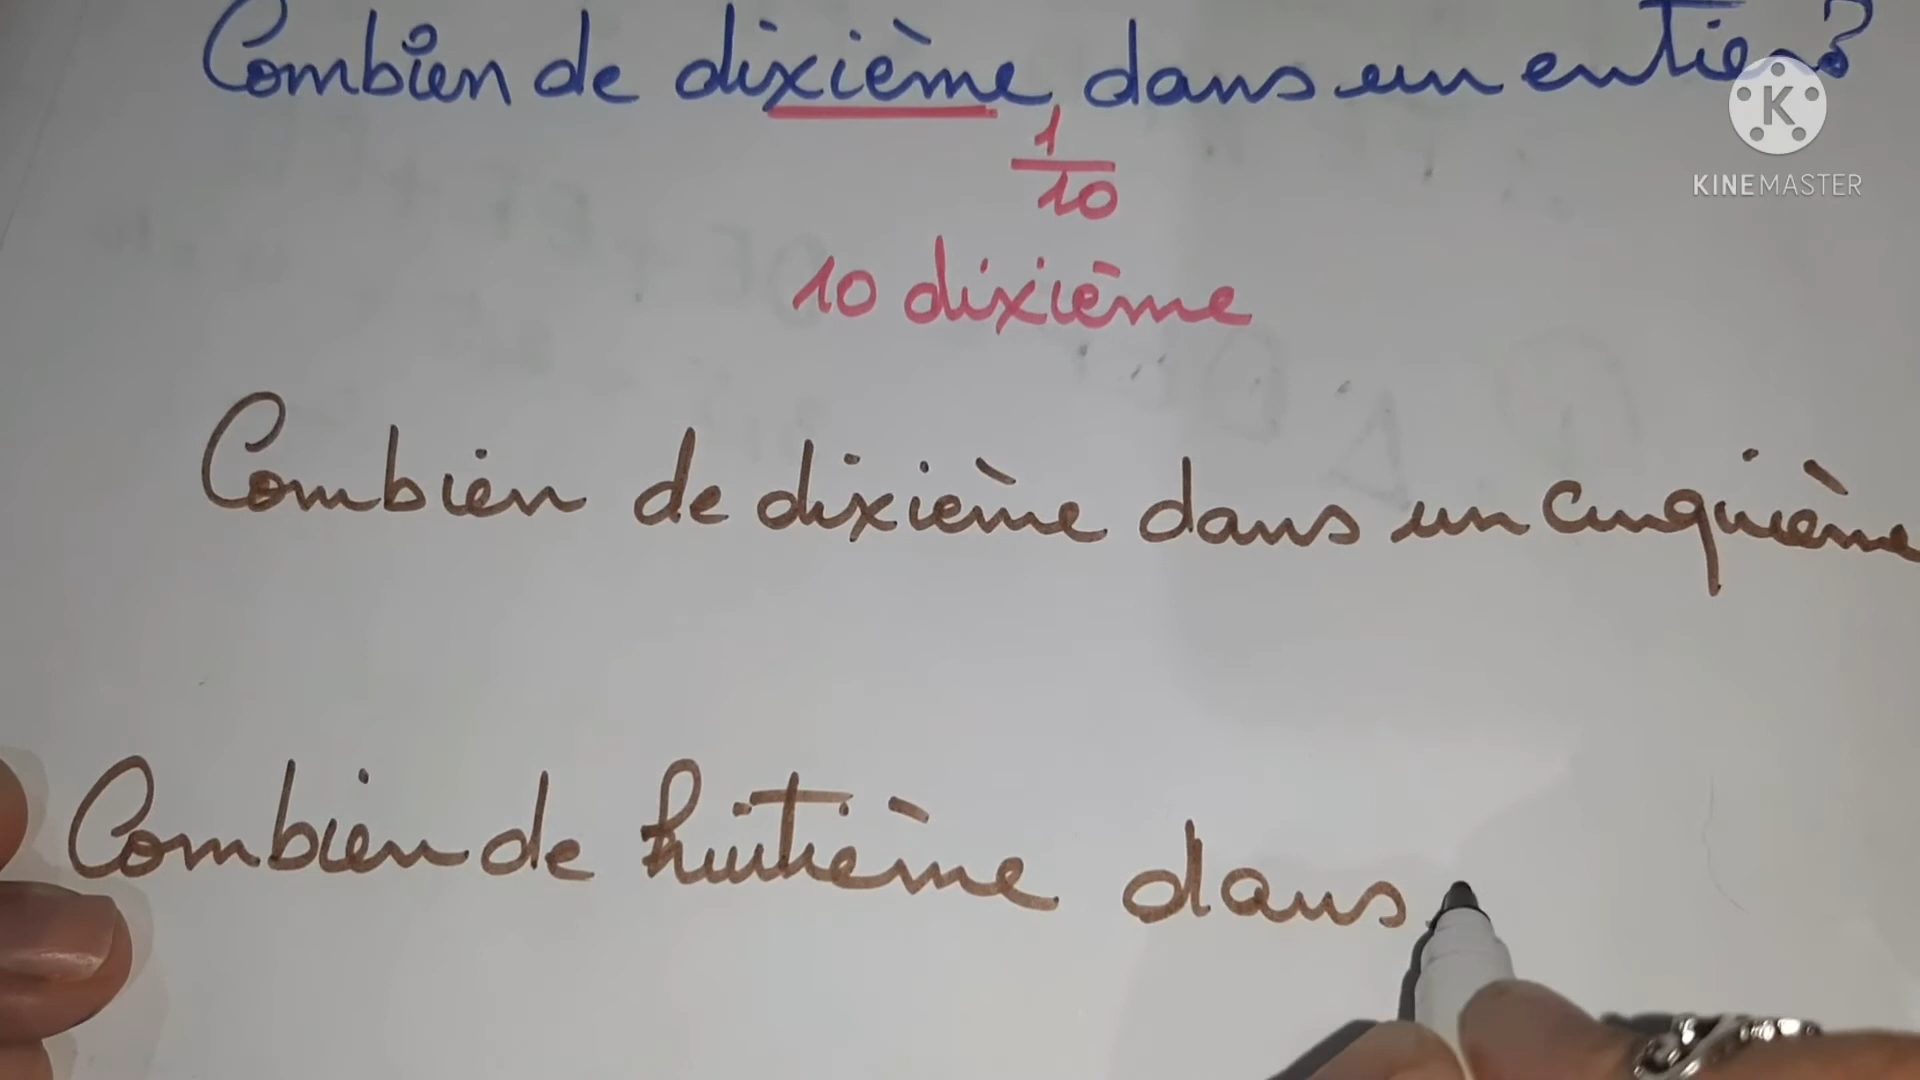 Combien de dixième dans un entier?
1
10
10 dixième
Combien de dixième dans un cinquième
Combien de huitième dans
K
KINEMASTER